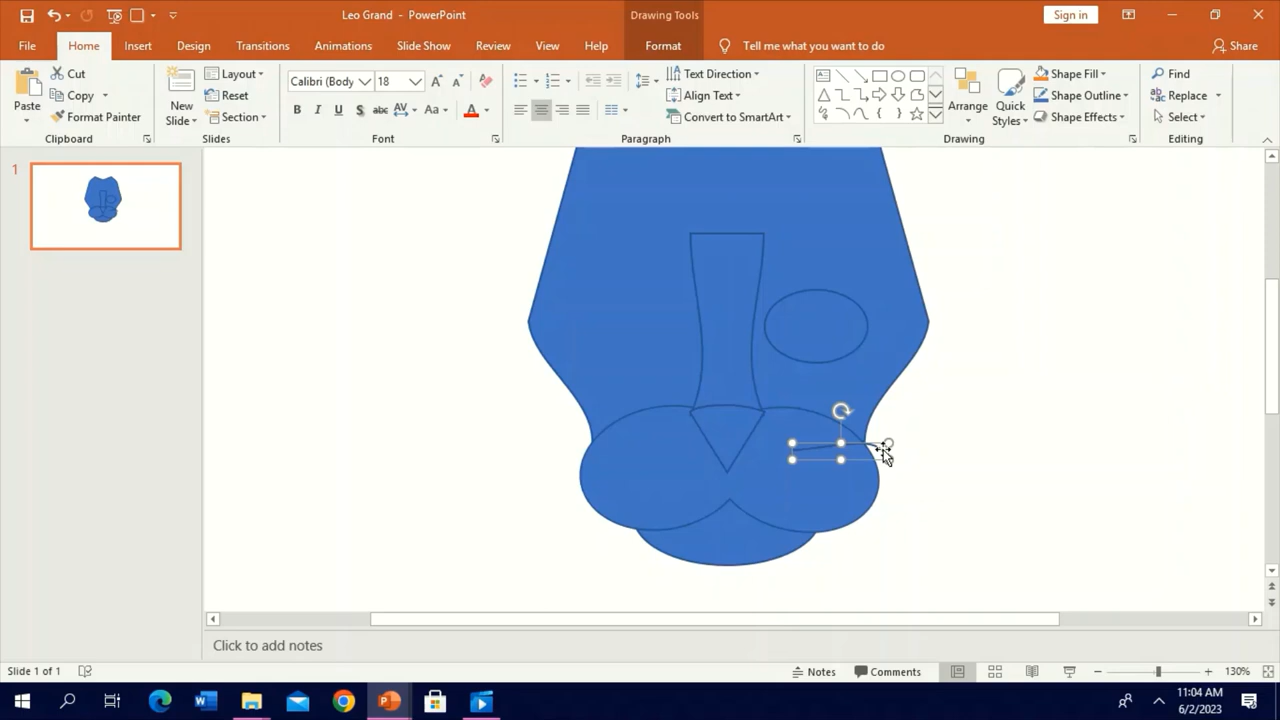 Leo Grand - PowerPoint
Drawing Tools
Sign in
File
Home
Insert
Design
Transitions
Animations
Slide Show
Review
View
Help
Format
Tell me what you want to do
Share
Paste
Cut
Copy
Format Painter
Clipboard
New Slide
Layout
Reset
Section
Slides
Calibri (Body
18
B
I
U
S
abc
AV
Aa
A
Font
Text Direction
Align Text
Convert to SmartArt
Paragraph
Arrange
Quick Styles
Shape Fill
Shape Outline
Shape Effects
Drawing
Find
Replace
Select
Editing
1
Click to add notes
Slide 1 of 1
Notes
Comments
130%
11:04 AM
6/2/2023